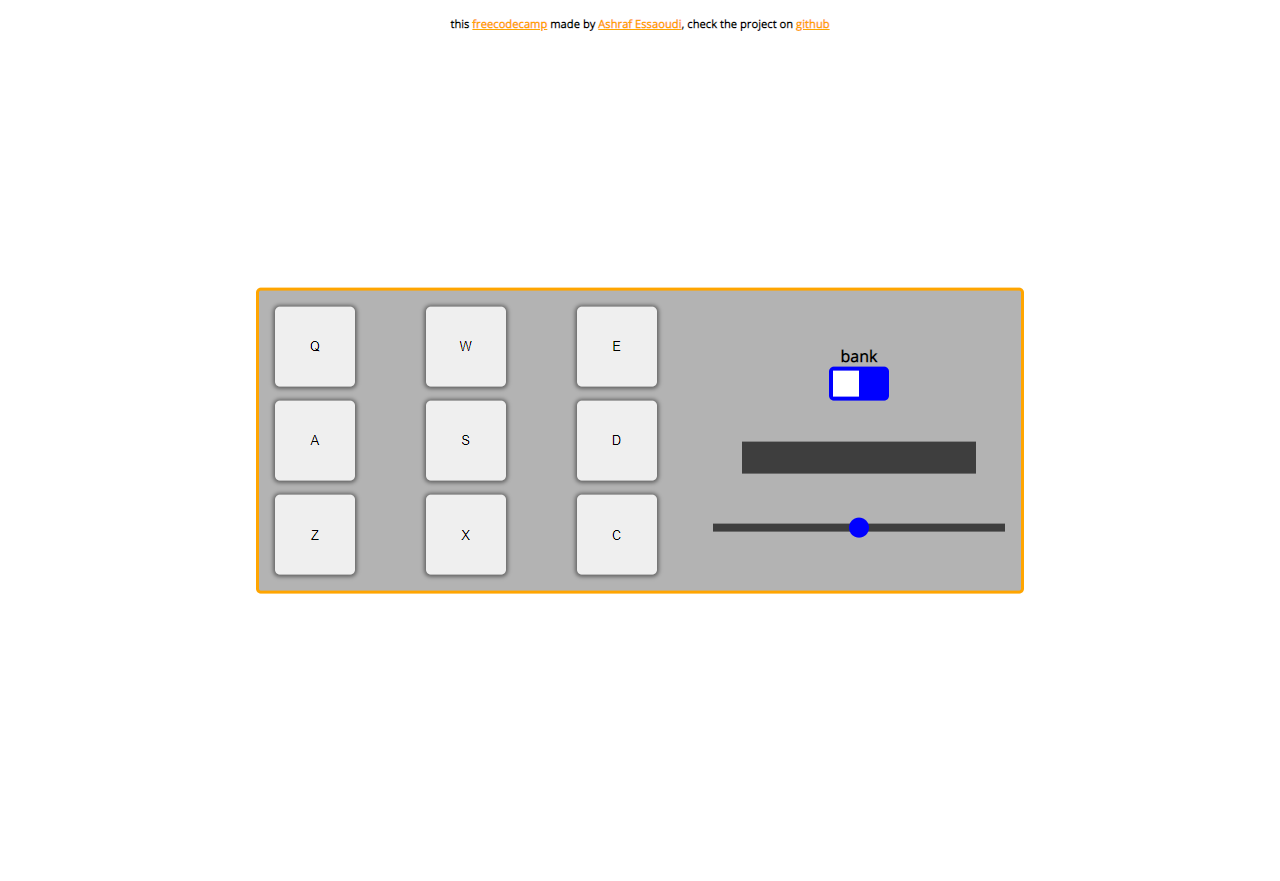 this freecodecamp made by Ashraf Essaoudi, check the project on github
Q W E
bank
A S D
Z X C